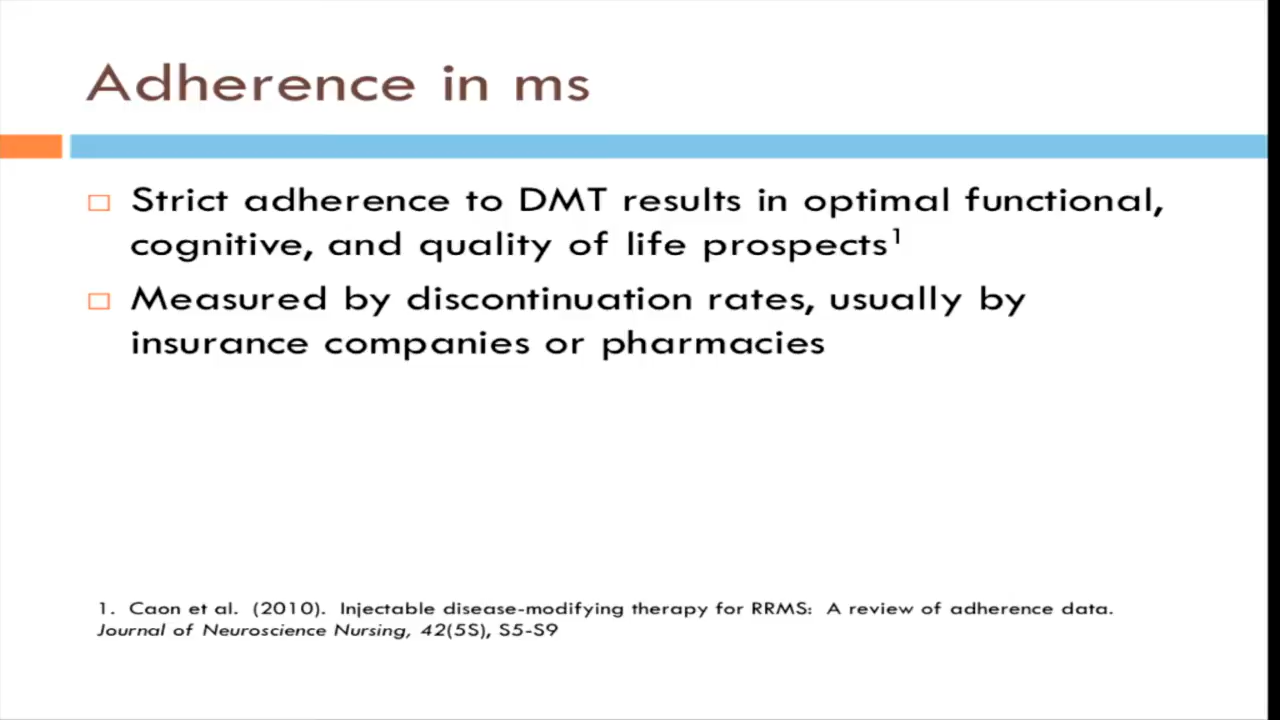 Adherence in ms
Strict adherence to DMT results in optimal functional,
cognitive, and quality of life prospects¹
Measured by discontinuation rates, usually by
insurance companies or pharmacies
1. Caon et al. (2010). Injectable disease-modifying therapy for RRMS: A review of adherence data.
Journal of Neuroscience Nursing, 42(5S), S5-S9